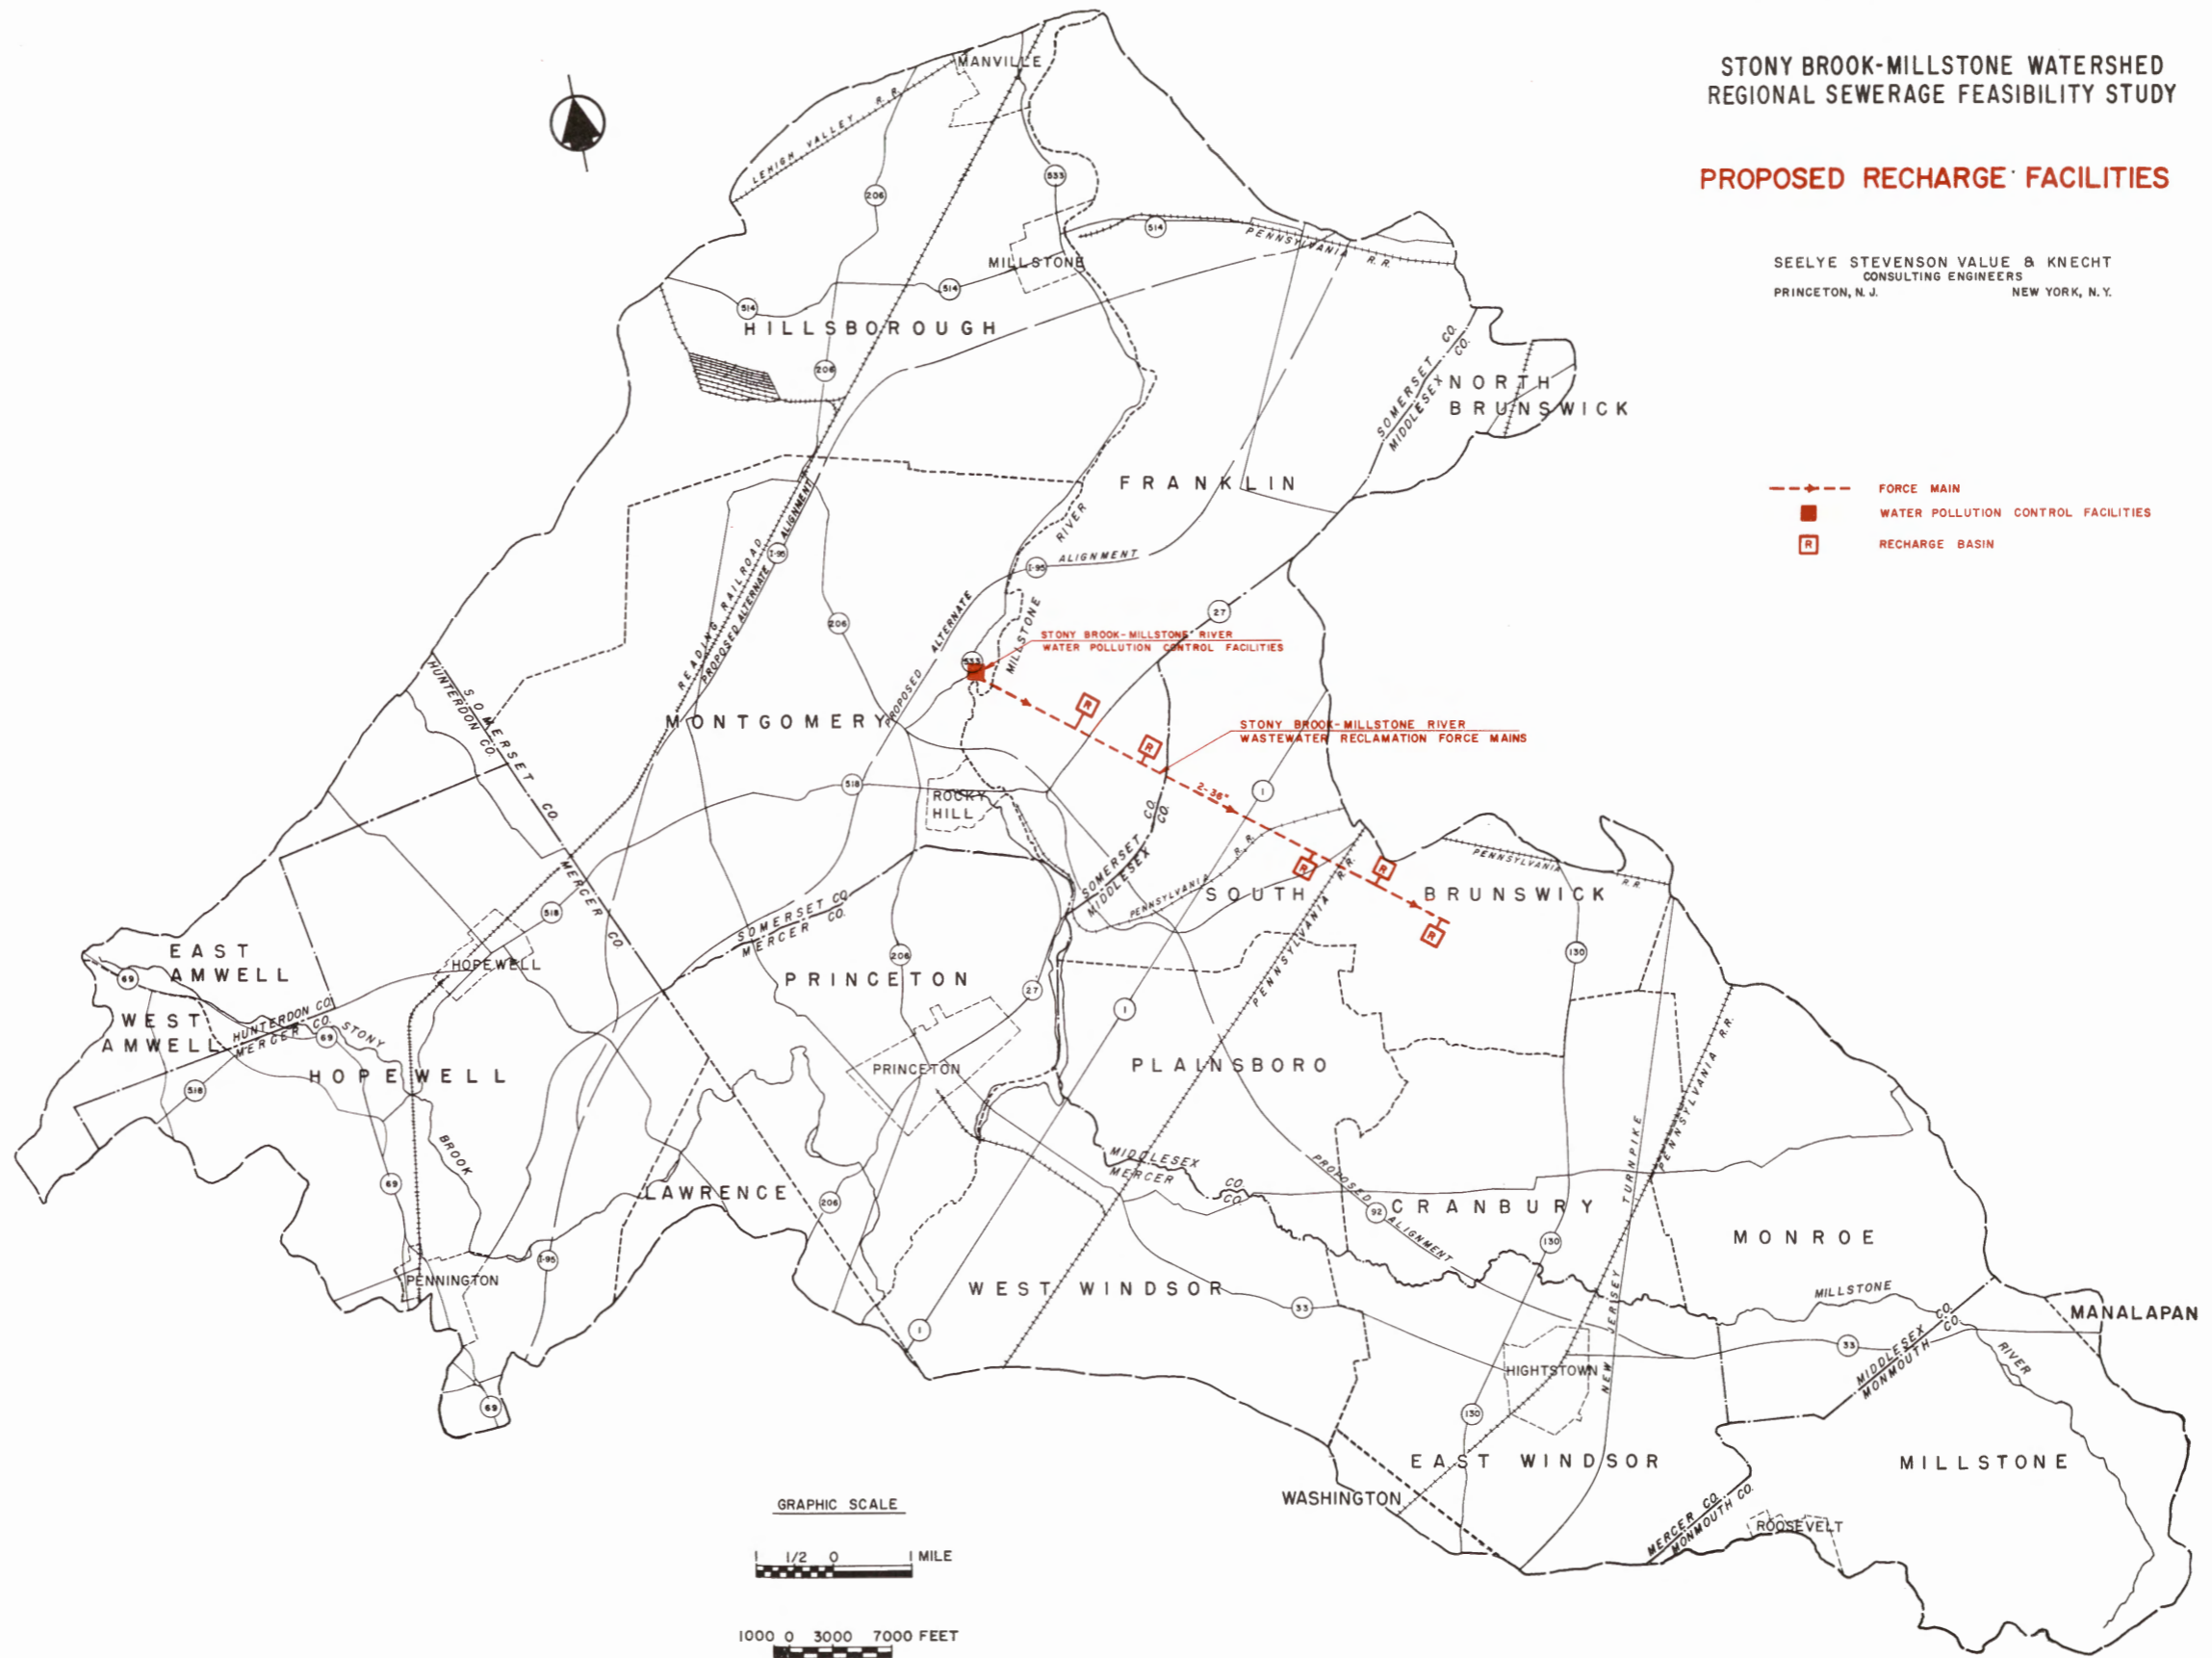 STONY BROOK-MILLSTONE WATERSHED
REGIONAL SEWERAGE FEASIBILITY STUDY
PROPOSED RECHARGE FACILITIES
SEELYE STEVENSON VALUE & KNECHT
CONSULTING ENGINEERS
PRINCETON, N.J. NEW YORK, N.Y.
FORCE MAIN
WATER POLLUTION CONTROL FACILITIES
R RECHARGE BASIN
MANVILLE
LEHIGH VALLEY R.R.
206
533
514
PENNSYLVANIA R.R.
MILLSTONE
514
514
HILLSBOROUGH
206
SOMERSET CO.
MIDDLESEX CO.
NORTH
BRUNSWICK
FRANKLIN
RIVER
READING RAILROAD
PROPOSED ALTERNATE I-95 ALIGNMENT
I-95 ALIGNMENT
PROPOSED ALTERNATE
MILLSTONE
206
27
533
STONY BROOK-MILLSTONE RIVER
WATER POLLUTION CONTROL FACILITIES
SOMERSET CO.
HUNTERDON CO.
MONTGOMERY
R
R
STONY BROOK-MILLSTONE RIVER
WASTEWATER RECLAMATION FORCE MAINS
2-36"
1
518
ROCKY
HILL
SOMERSET CO.
MIDDLESEX CO.
PENNSYLVANIA R.R.
R
R
R
PENNSYLVANIA R.R.
SOUTH BRUNSWICK
MERCER CO.
518
SOMERSET CO.
MERCER CO.
206
130
PENNSYLVANIA R.R.
EAST
AMWELL
69
HOPEWELL
PRINCETON
27
1
WEST
AMWELL
HUNTERDON CO.
MERCER CO.
69
STONY
BROOK
518
HOPEWELL
PRINCETON
PLAINSBORO
PENNSYLVANIA R.R.
NEW JERSEY TURNPIKE
69
LAWRENCE
206
MIDDLESEX CO.
MERCER CO.
PROPOSED 92 ALIGNMENT
CRANBURY
130
MONROE
I-95
PENNINGTON
WEST WINDSOR
33
MILLSTONE
RIVER
MANALAPAN
1
HIGHTSTOWN
33
MIDDLESEX CO.
MONMOUTH CO.
69
130
EAST WINDSOR
MILLSTONE
WASHINGTON
MERCER CO.
MONMOUTH CO.
ROOSEVELT
GRAPHIC SCALE
1 1/2 0 1 MILE
1000 0 3000 7000 FEET